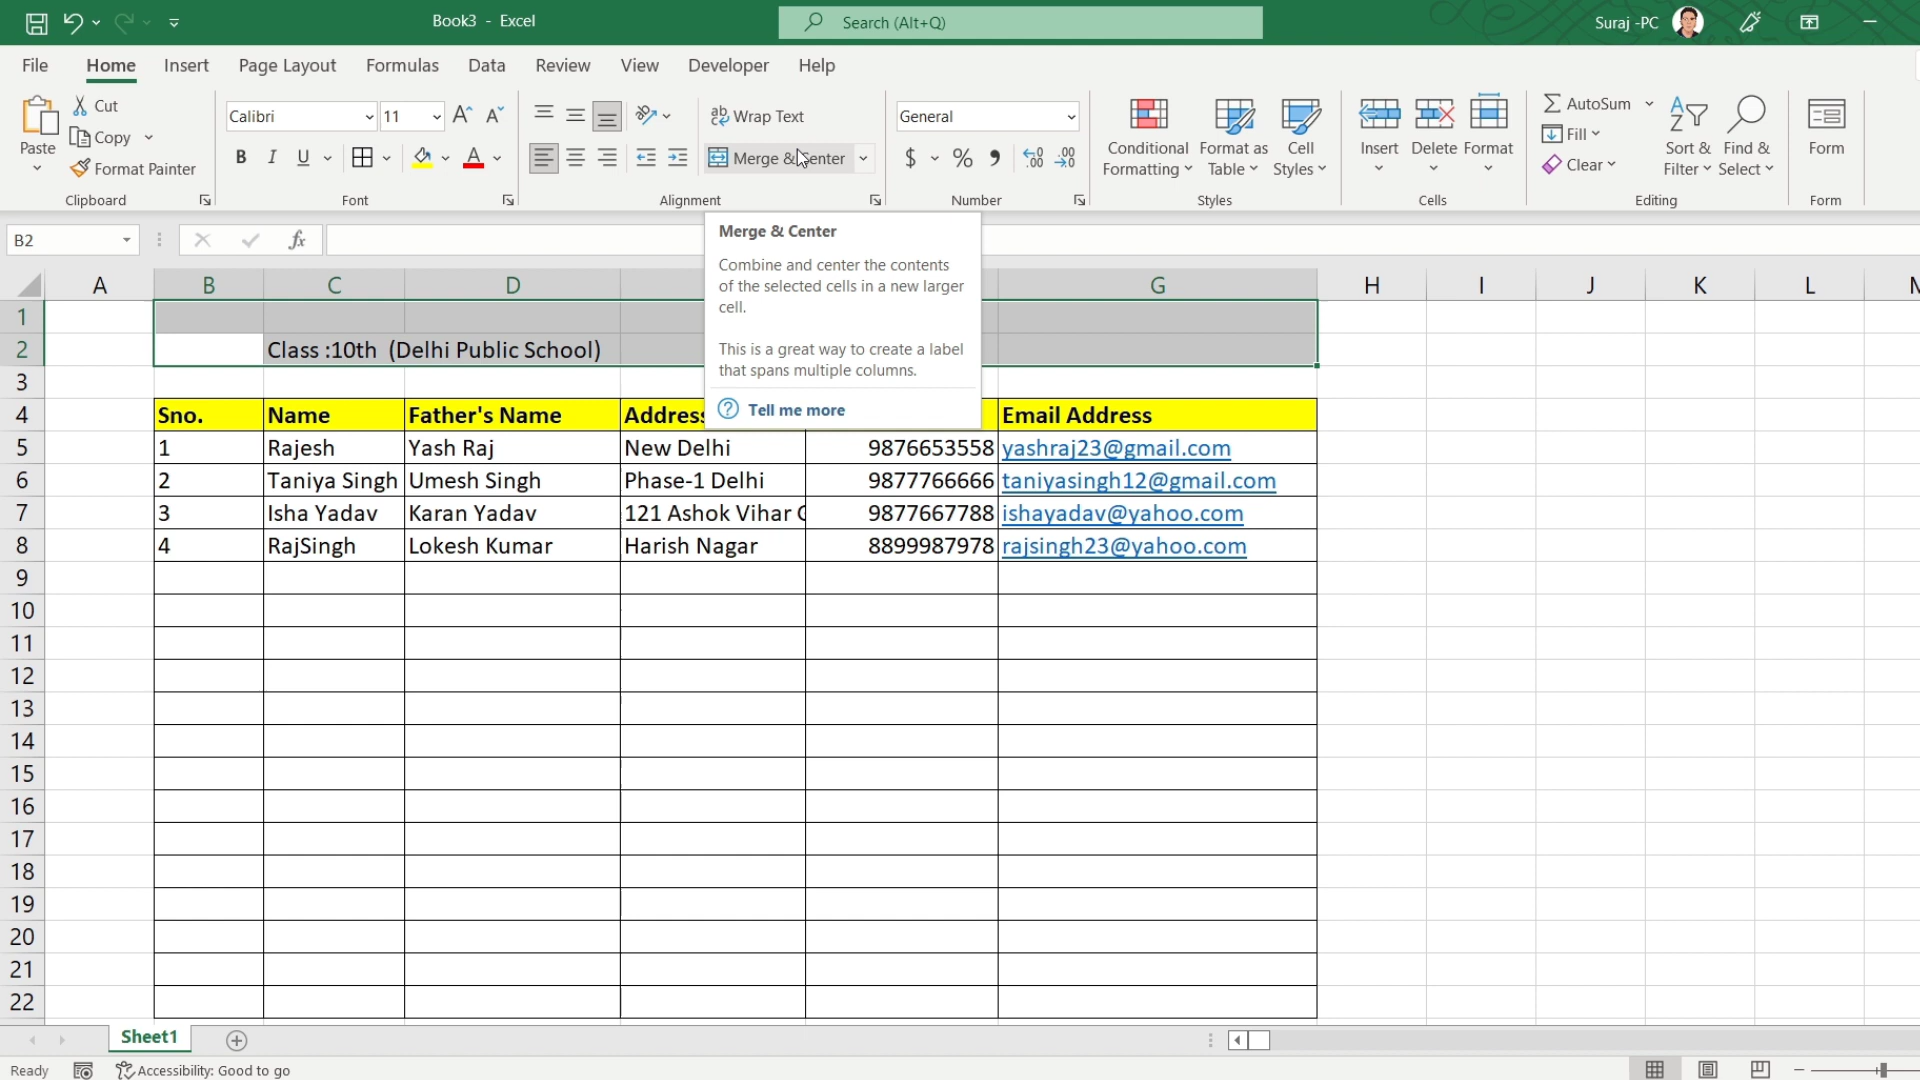 Book3 - Excel
Search (Alt+Q)
Suraj -PC
File Home Insert Page Layout Formulas Data Review View Developer Help
Paste
Cut
Copy
Format Painter
Clipboard
Calibri 11
B I U
Font
Wrap Text
Merge & Center
Alignment
General
$ % ,
Number
Conditional Formatting
Format as Table
Cell Styles
Styles
Insert Delete Format
Cells
AutoSum
Fill
Clear
Sort & Filter
Find & Select
Editing
Form
Form
B2
fx
Merge & Center
Combine and center the contents
of the selected cells in a new larger
cell.
This is a great way to create a label
that spans multiple columns.
Tell me more
A B C D G H I J K L
1
2 Class :10th (Delhi Public School)
3
4 Sno. Name Father's Name Address Email Address
5 1 Rajesh Yash Raj New Delhi 9876653558 yashraj23@gmail.com
6 2 Taniya Singh Umesh Singh Phase-1 Delhi 9877766666 taniyasingh12@gmail.com
7 3 Isha Yadav Karan Yadav 121 Ashok Vihar 9877667788 ishayadav@yahoo.com
8 4 RajSingh Lokesh Kumar Harish Nagar 8899987978 rajsingh23@yahoo.com
9
10
11
12
13
14
15
16
17
18
19
20
21
22
Sheet1
Ready Accessibility: Good to go